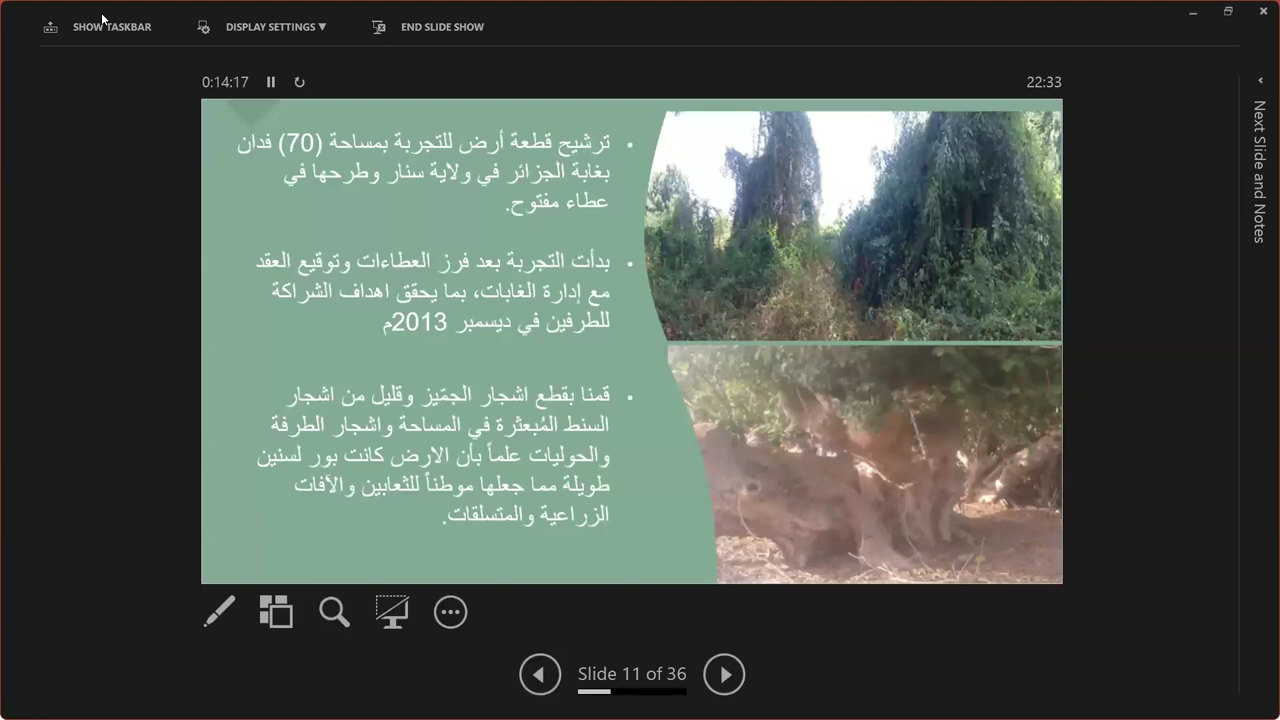 SHOW TASKBAR
DISPLAY SETTINGS ▼
END SLIDE SHOW
0:14:17
22:33
Next Slide and Notes
• ترشيح قطعة أرض للتجربة بمساحة (70) فدان
بغابة الجزائر في ولاية سنار وطرحها في
عطاء مفتوح.
• بدأت التجربة بعد فرز العطاءات وتوقيع العقد
مع إدارة الغابات، بما يحقق اهداف الشراكة
للطرفين في ديسمبر 2013م
• قمنا بقطع اشجار الجمّيز وقليل من اشجار
السنط المُبعثرة في المساحة واشجار الطرفة
والحوليات علماً بأن الارض كانت بور لسنين
طويلة مما جعلها موطناً للثعابين والآفات
الزراعية والمتسلقات.
Slide 11 of 36